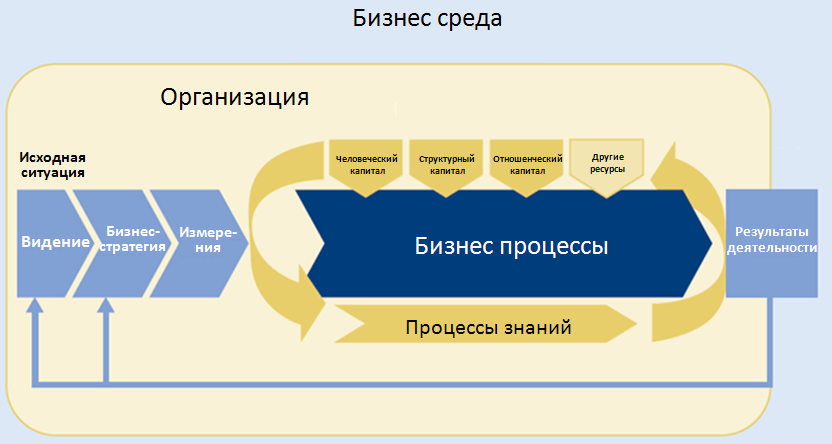 Бизнес среда
Организация
Исходная
ситуация
Человеческий
капитал
Структурный
капитал
Отношенческий
капитал
Другие
ресурсы
Видение
Бизнес-
стратегия
Измере-
ния
Бизнес процессы
Результаты
деятельности
Процессы знаний